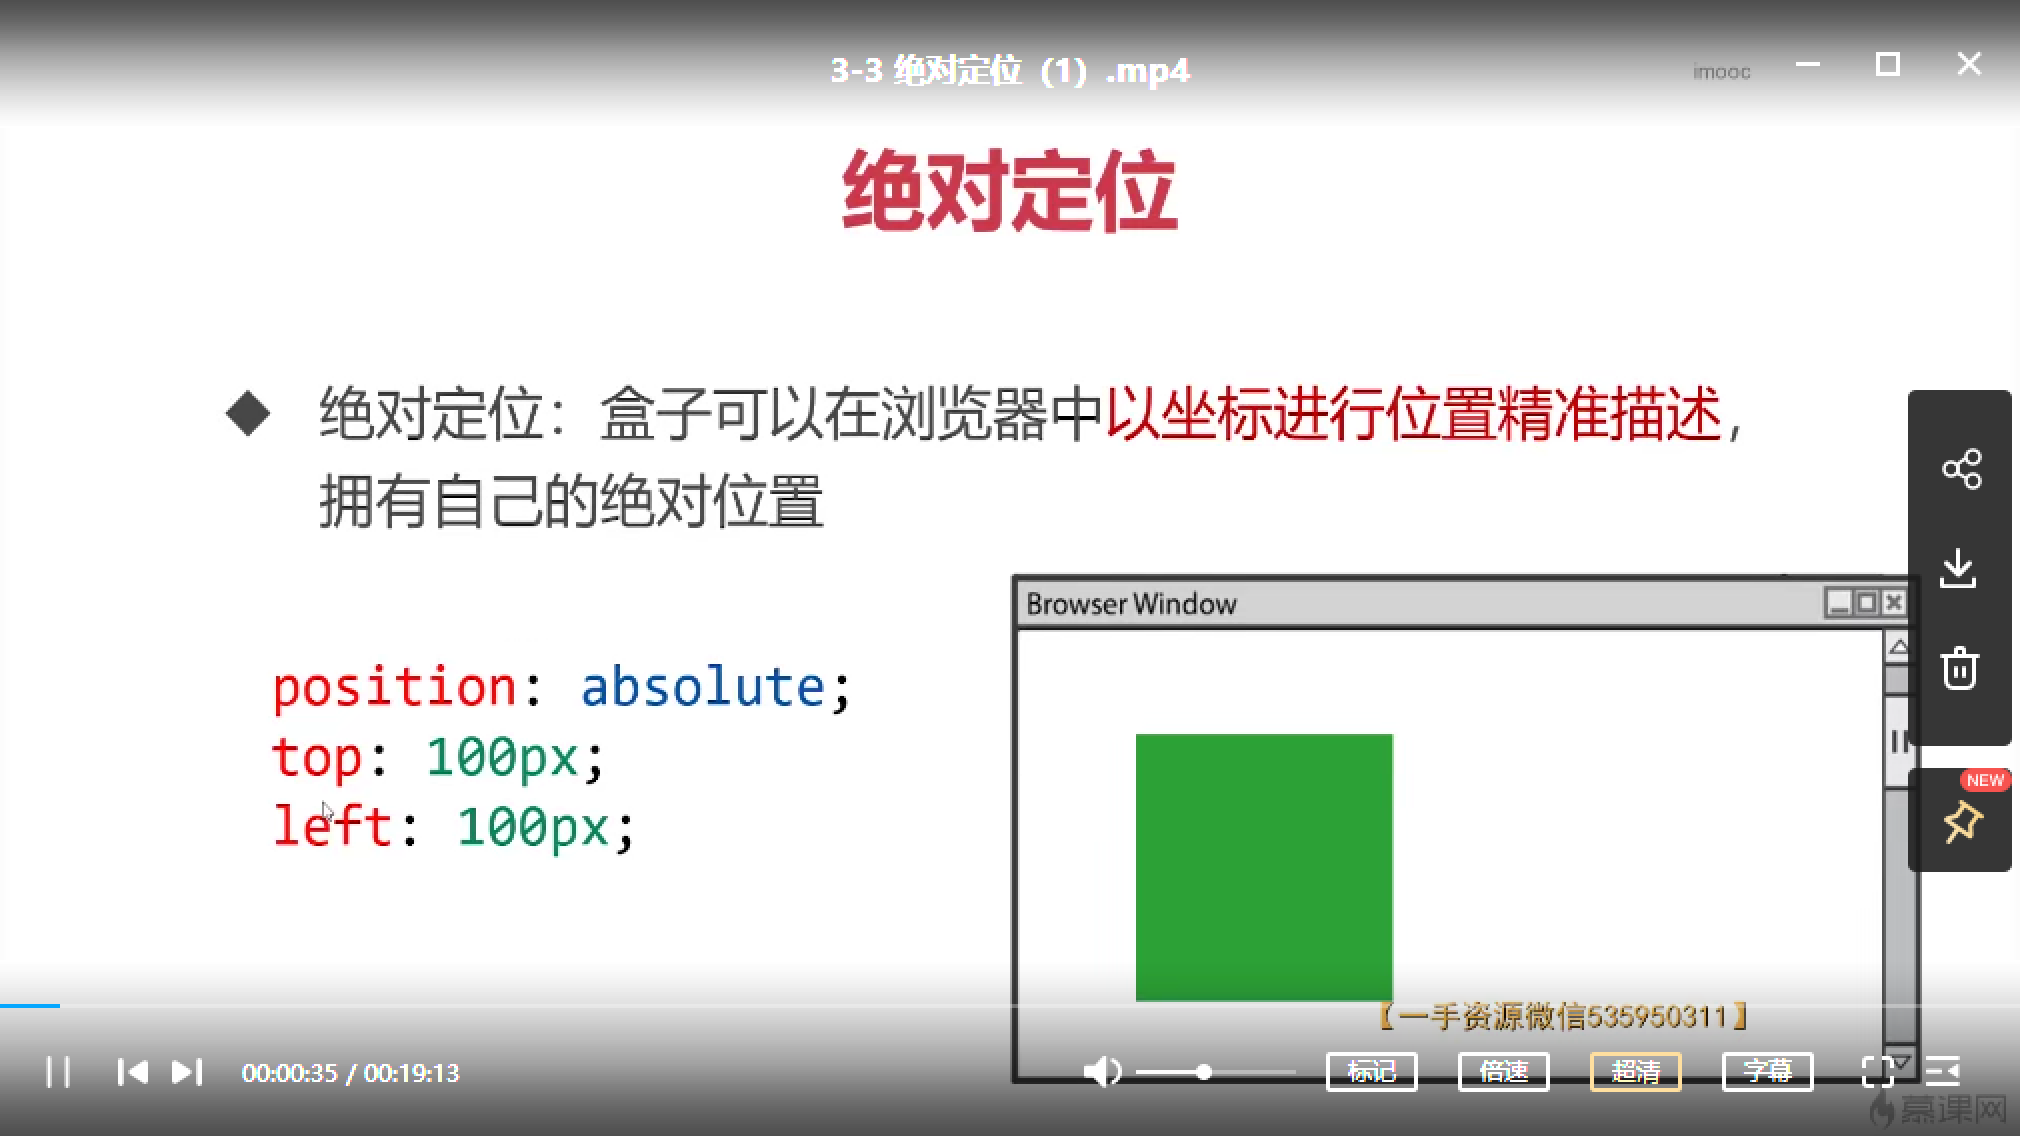 3-3 绝对定位（1）.mp4
imooc
绝对定位
◆ 绝对定位：盒子可以在浏览器中以坐标进行位置精准描述，
拥有自己的绝对位置
Browser Window
position: absolute;
top: 100px;
left: 100px;
NEW
【一手资源微信535950311】
00:00:35 / 00:19:13
标记
倍速
超清
字幕
慕课网